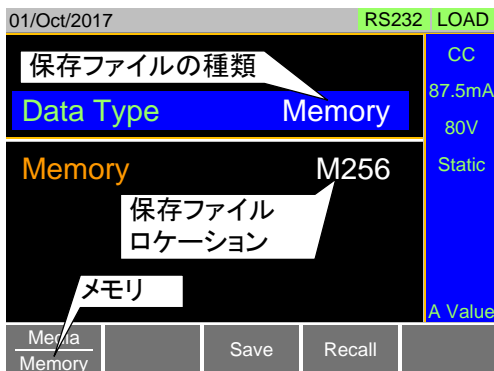 01/Oct/2017 RS232 LOAD
保存ファイルの種類
Data Type Memory
CC
87.5mA
80V
Static
Memory M256
保存ファイル
ロケーション
メモリ
A Value
Media
Memory
Save
Recall